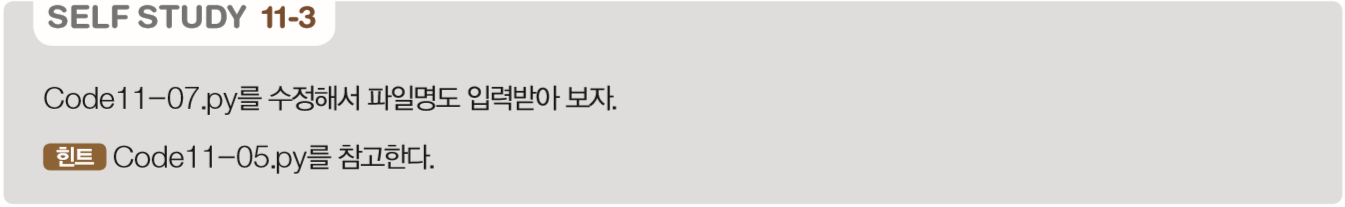 SELF STUDY 11-3
Code11-07.py를 수정해서 파일명도 입력받아 보자.
힌트 Code11-05.py를 참고한다.